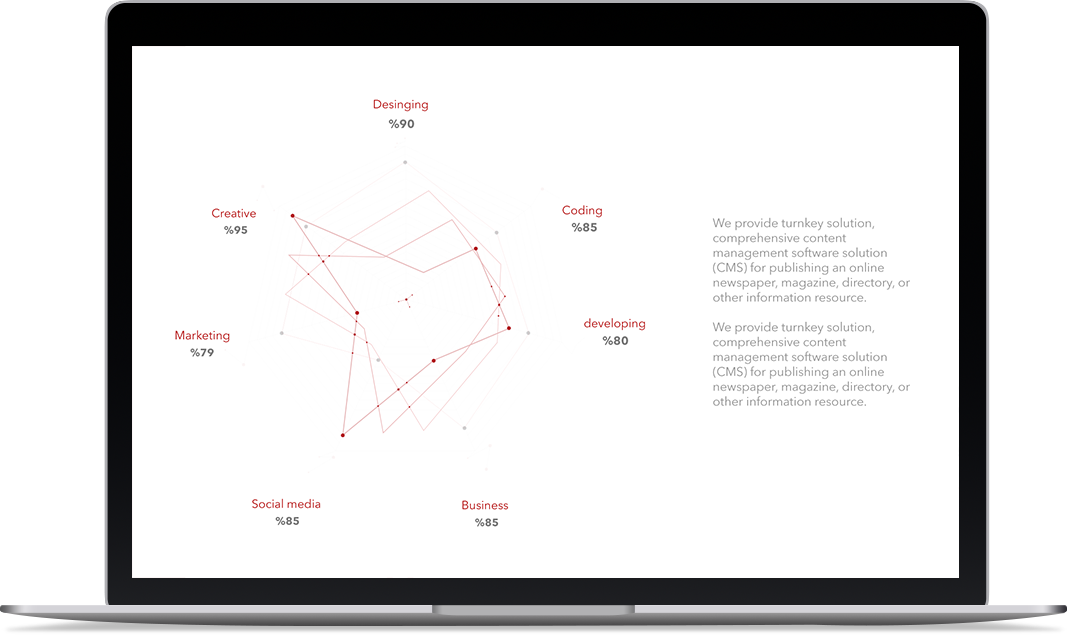 Desinging
%90
Creative
%95
Coding
%85
Marketing
%79
developing
%80
Social media
%85
Business
%85
We provide turnkey solution,
comprehensive content
management software solution
(CMS) for publishing an online
newspaper, magazine, directory, or
other information resource.
We provide turnkey solution,
comprehensive content
management software solution
(CMS) for publishing an online
newspaper, magazine, directory, or
other information resource.